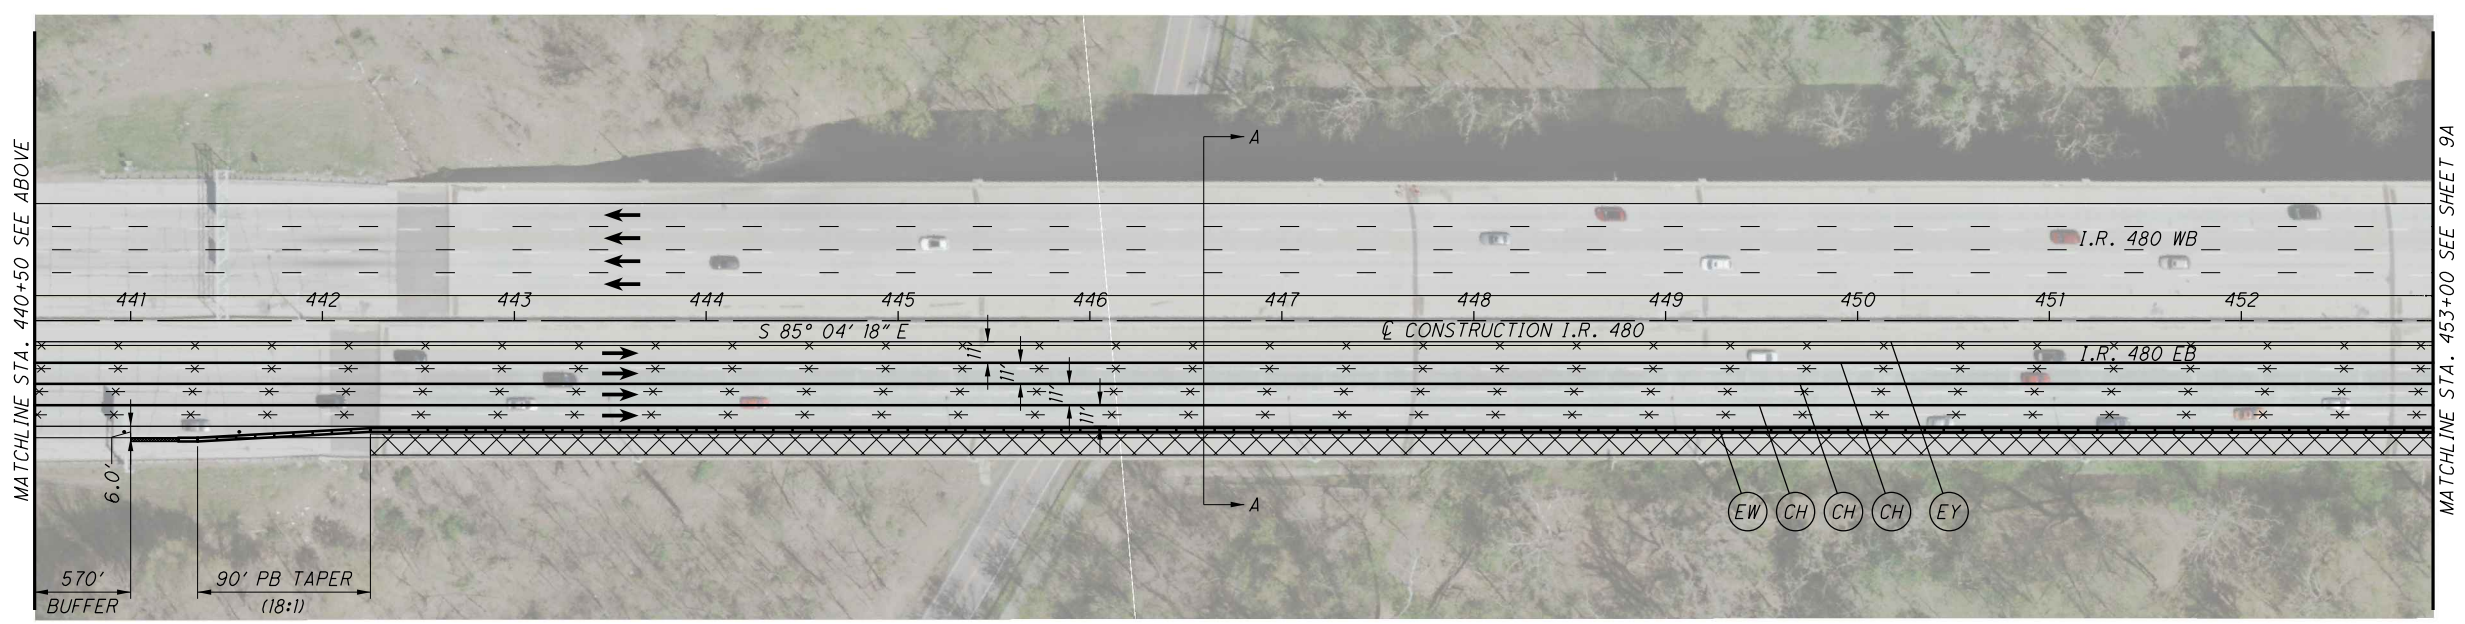 MATCHLINE STA. 440+50 SEE ABOVE
MATCHLINE STA. 453+00 SEE SHEET 9A
A
I.R. 480 WB
441 442 443 444 445 446 447 448 449 450 451 452
S 85° 04' 18" E
℄ CONSTRUCTION I.R. 480
I.R. 480 EB
11'
11'
11'
11'
6.0'
A
EW CH CH CH EY
570'
BUFFER
90' PB TAPER
(18:1)